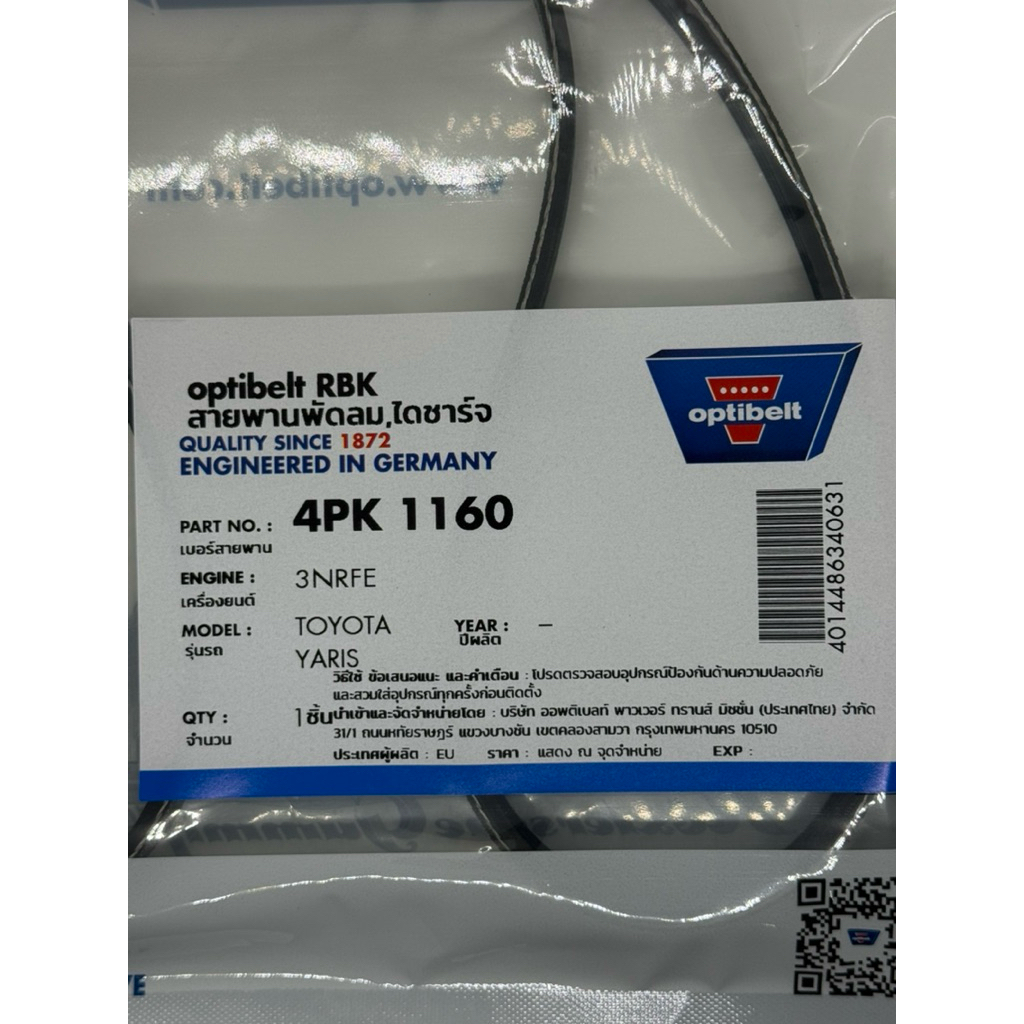 www.optibelt.com
optibelt RBK
สายพานพัดลม,ไดชาร์จ
QUALITY SINCE 1872
ENGINEERED IN GERMANY
optibelt
PART NO. : 4PK 1160
เบอร์สายพาน
ENGINE : 3NRFE
เครื่องยนต์
MODEL : TOYOTA YEAR : –
รุ่นรถ ปีผลิต
YARIS
วิธีใช้ ข้อเสนอแนะ และคำเตือน : โปรดตรวจสอบอุปกรณ์ป้องกันด้านความปลอดภัย
และสวมใส่อุปกรณ์ทุกครั้งก่อนติดตั้ง
QTY : 1 ชิ้น นำเข้าและจัดจำหน่ายโดย : บริษัท ออพติเบลท์ พาวเวอร์ ทรานส์ มิชชั่น (ประเทศไทย) จำกัด
จำนวน 31/1 ถนนหทัยราษฎร์ แขวงบางชัน เขตคลองสามวา กรุงเทพมหานคร 10510
ประเทศผู้ผลิต : EU ราคา : แสดง ณ จุดจำหน่าย EXP :
4014486340631
optibelt